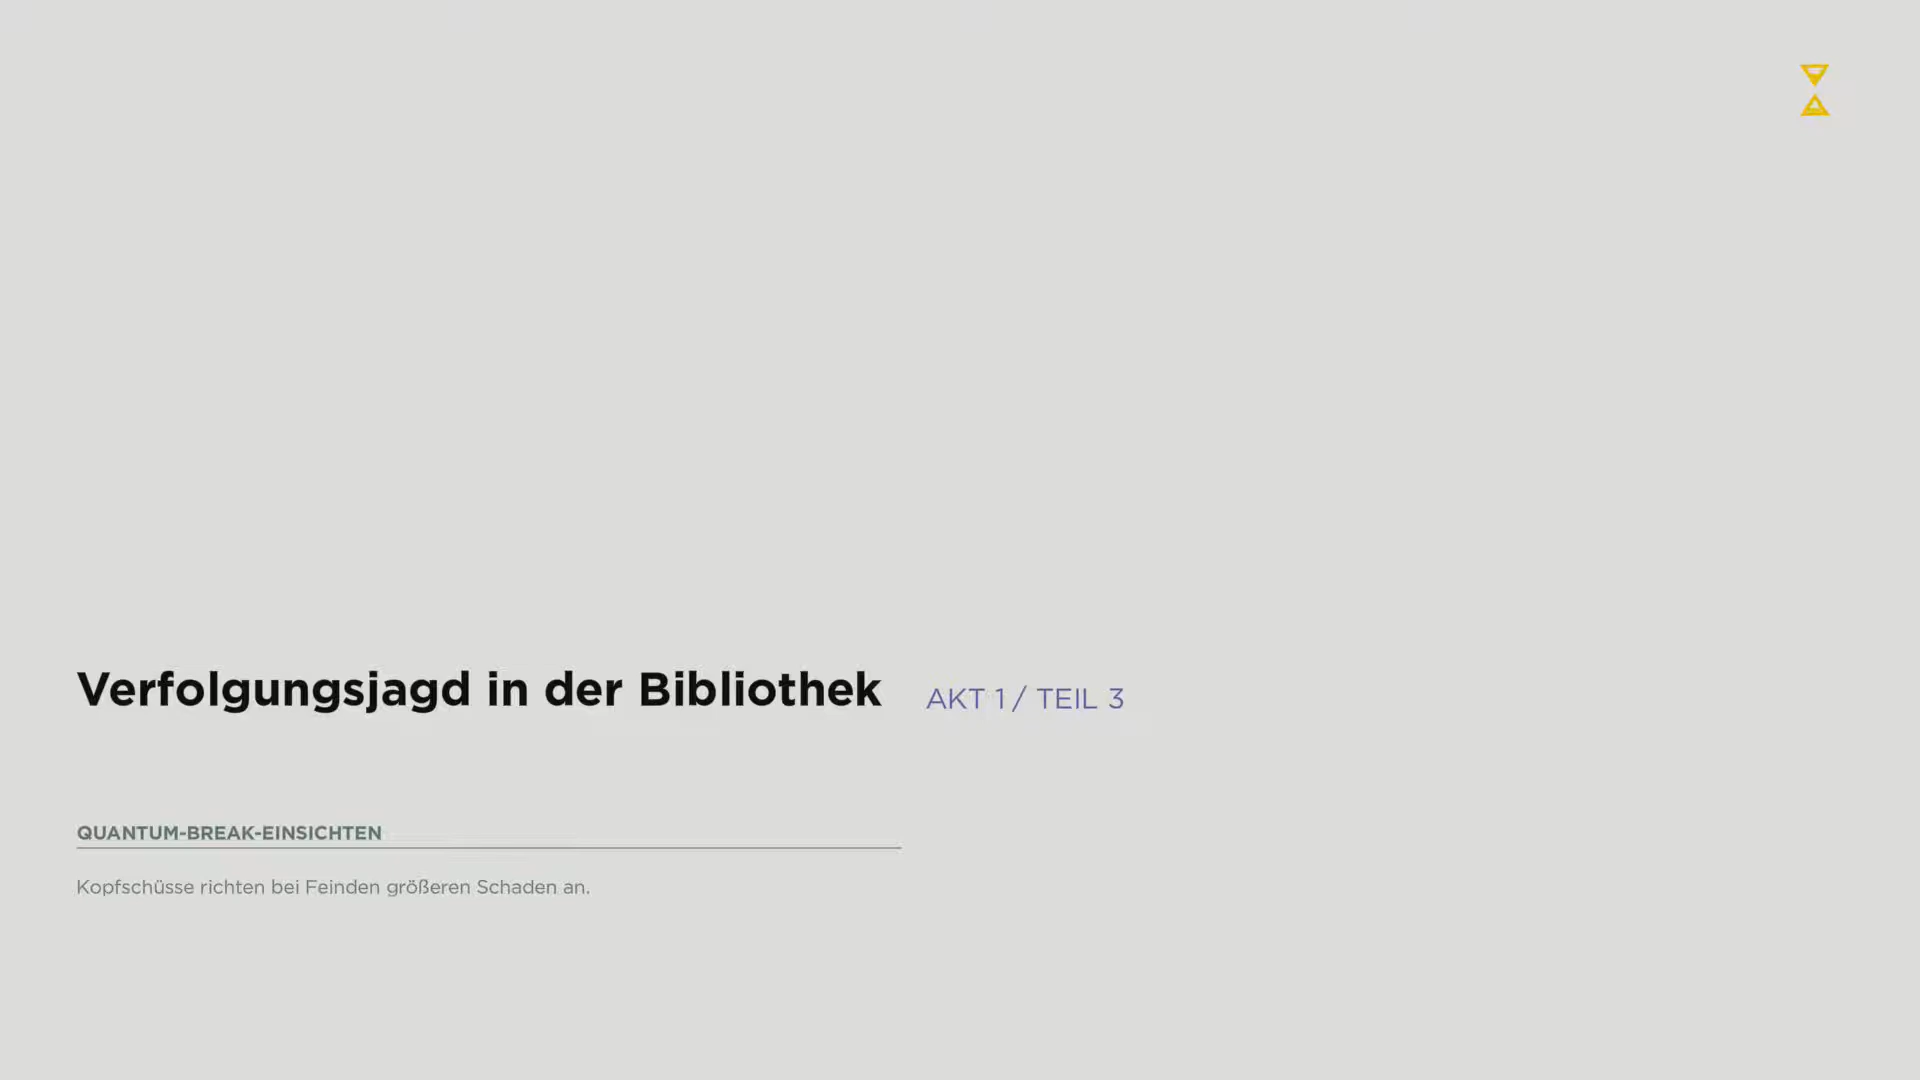 Verfolgungsjagd in der Bibliothek AKT 1 / TEIL 3
QUANTUM-BREAK-EINSICHTEN
Kopfschüsse richten bei Feinden größeren Schaden an.